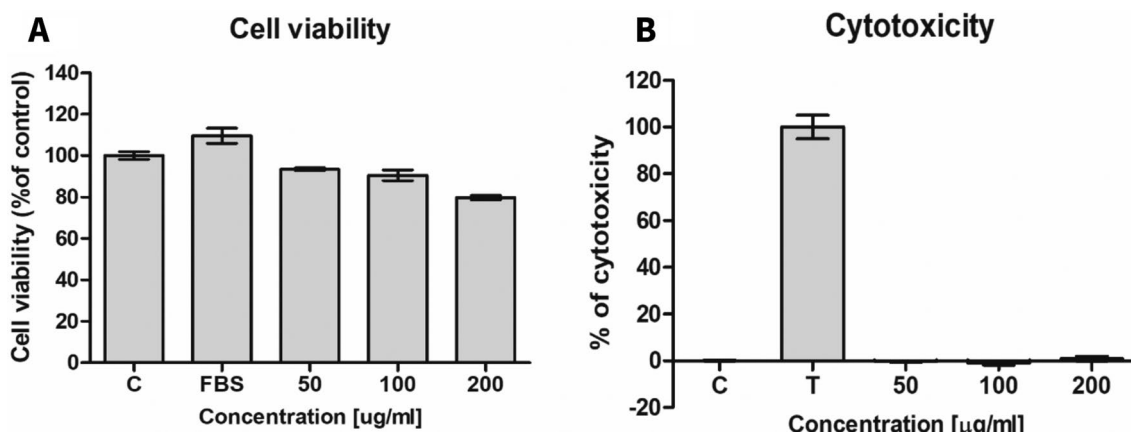 A
Cell viability
Cell viability (%of control)
140
120
100
80
60
40
20
0
C FBS 50 100 200
Concentration [ug/ml]
B
Cytotoxicity
% of cytotoxicity
120
100
80
60
40
20
0
-20
C T 50 100 200
Concentration [µg/ml]